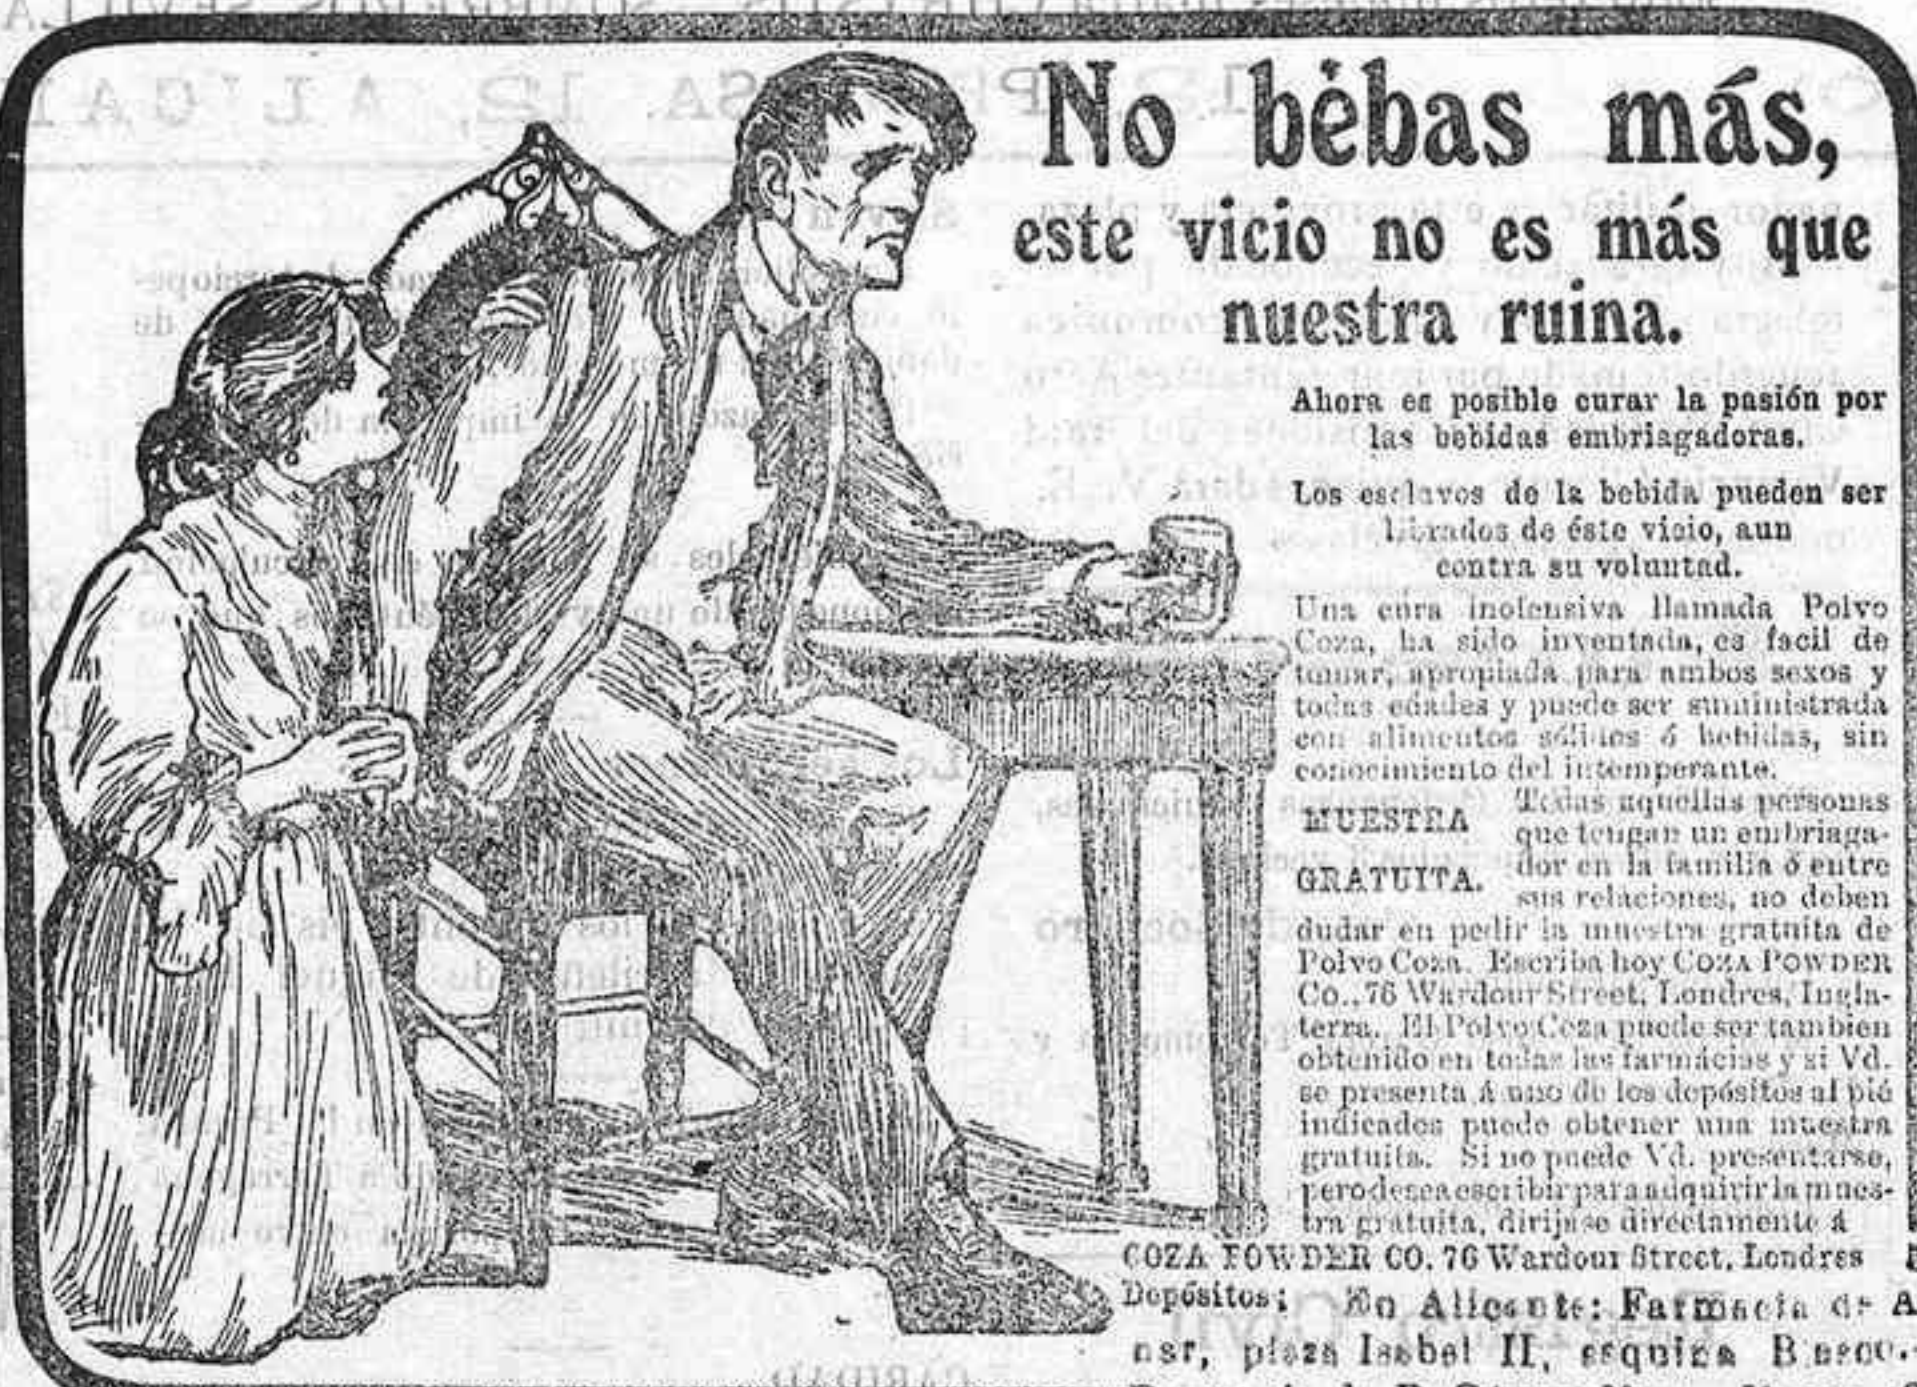 No bébas más,
este vicio no es más que
nuestra ruina.
Ahora es posible curar la pasión por
las bebidas embriagadoras.
Los esclavos de la bebida pueden ser
librados de éste vicio, aun
contra su voluntad.
Una cura inofensiva llamada Polvo
Coza, ha sido inventada, es facil de
tomar, apropiada para ambos sexos y
todas edades y puede ser suministrada
con alimentos sólidos ó bebidas, sin
conocimiento del intemperante.
MUESTRA
GRATUITA.
Todas aquellas personas
que tengan un embriaga-
dor en la familia ó entre
sus relaciones, no deben
dudar en pedir la muestra gratuita de
Polvo Coza. Escriba hoy COZA POWDER
Co., 76 Wardour Street, Londres, Ingla-
terra. El Polvo Coza puede ser tambien
obtenido en todas las farmácias y si Vd.
se presenta á uno de los depósitos al pié
indicados puede obtener una muestra
gratuita. Si no puede Vd. presentarse,
pero desea escribir para adquirir la mues-
tra gratuita, dirijase directamente á
COZA POWDER CO. 76 Wardour Street, Londres
Depósitos: En Alicante: Farmacia de A
nar, plaza Isabel II, esquina Bo